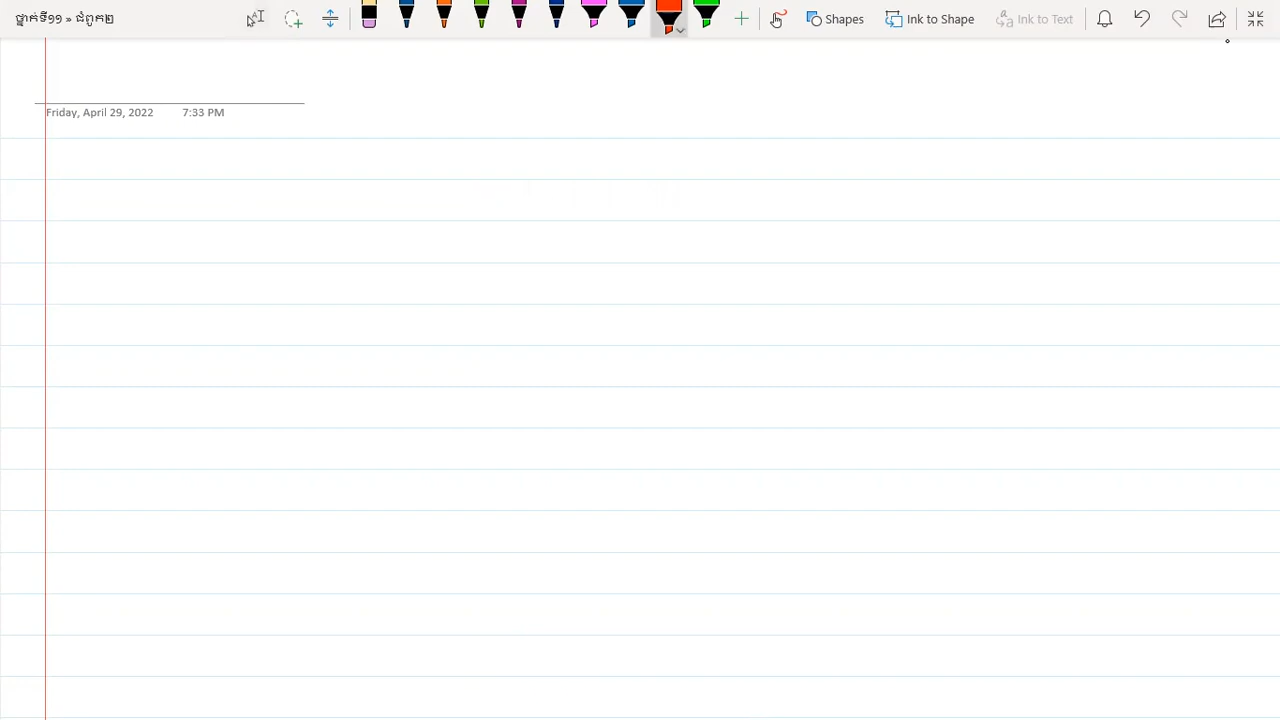 ថ្នាក់ទី១១ » ជំពូក២
Shapes
Ink to Shape
Ink to Text
Friday, April 29, 2022 7:33 PM